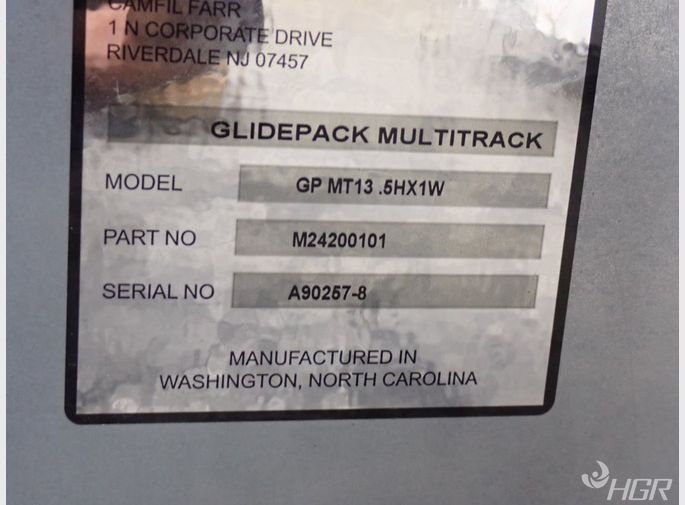 CAMFIL FARR
1 N CORPORATE DRIVE
RIVERDALE NJ 07457
GLIDEPACK MULTITRACK
MODEL GP MT13 .5HX1W
PART NO M24200101
SERIAL NO A90257-8
MANUFACTURED IN
WASHINGTON, NORTH CAROLINA
HGR